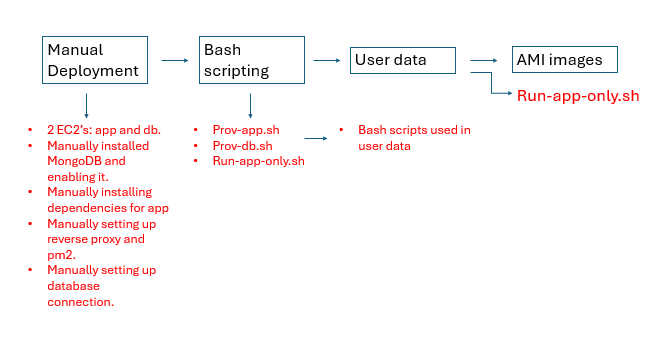 Manual
Deployment
Bash
scripting
User data
AMI images
Run-app-only.sh
• 2 EC2's: app and db.
• Manually installed
MongoDB and
enabling it.
• Manually installing
dependencies for app
• Manually setting up
reverse proxy and
pm2.
• Manually setting up
database
connection.
• Prov-app.sh
• Prov-db.sh
• Run-app-only.sh
• Bash scripts used in
user data